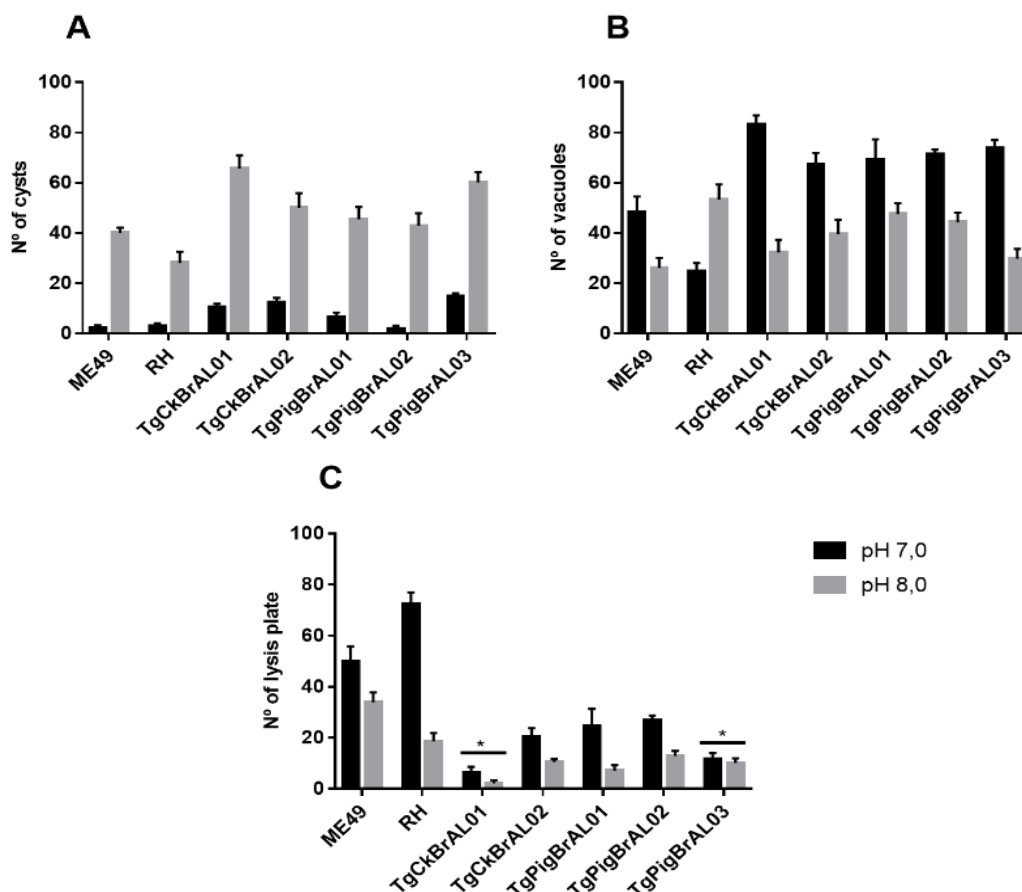 A
Nº of cysts
100
80
60
40
20
0
ME49
RH
TgCkBrAL01
TgCkBrAL02
TgPigBrAL01
TgPigBrAL02
TgPigBrAL03
B
Nº of vacuoles
100
80
60
40
20
0
ME49
RH
TgCkBrAL01
TgCkBrAL02
TgPigBrAL01
TgPigBrAL02
TgPigBrAL03
C
Nº of lysis plate
100
80
60
40
20
0
*
*
ME49
RH
TgCkBrAL01
TgCkBrAL02
TgPigBrAL01
TgPigBrAL02
TgPigBrAL03
pH 7,0
pH 8,0